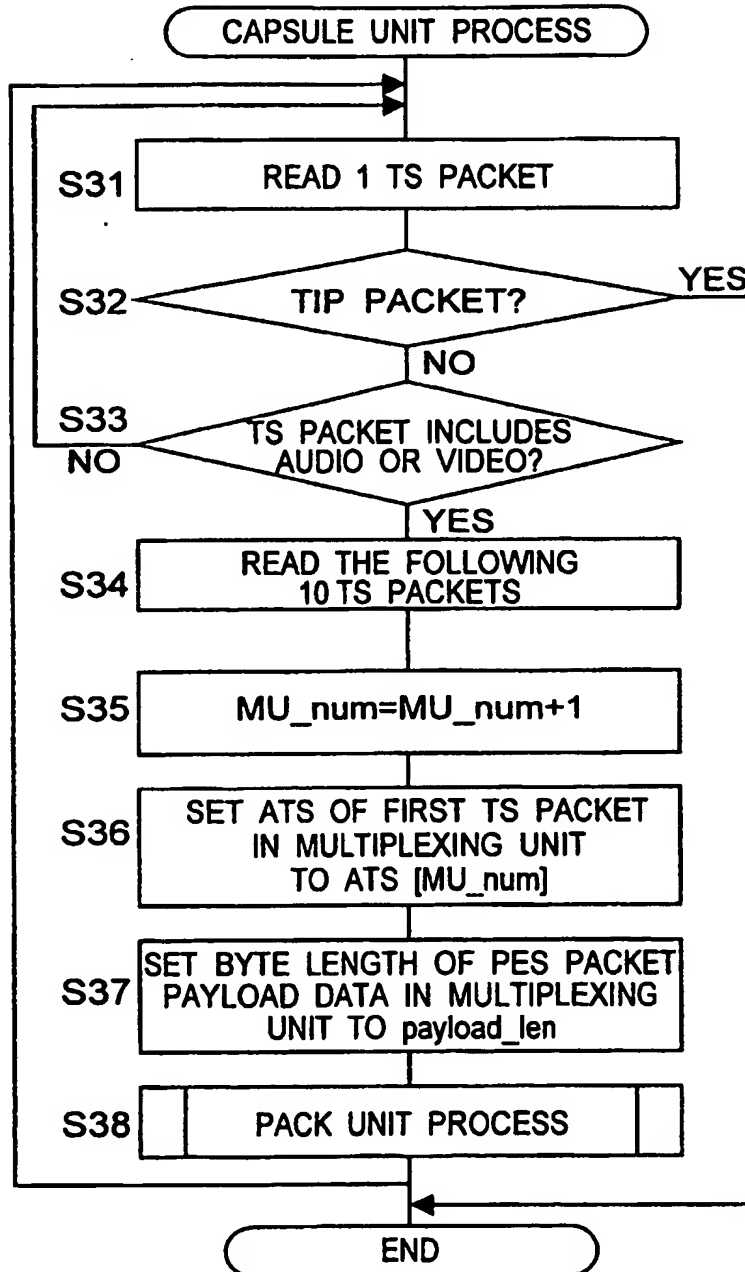 CAPSULE UNIT PROCESS
S31
READ 1 TS PACKET
S32
TIP PACKET?
YES
NO
S33
TS PACKET INCLUDES
AUDIO OR VIDEO?
NO
YES
S34
READ THE FOLLOWING
10 TS PACKETS
S35
MU_num=MU_num+1
S36
SET ATS OF FIRST TS PACKET
IN MULTIPLEXING UNIT
TO ATS [MU_num]
S37
SET BYTE LENGTH OF PES PACKET
PAYLOAD DATA IN MULTIPLEXING
UNIT TO payload_len
S38
PACK UNIT PROCESS
END